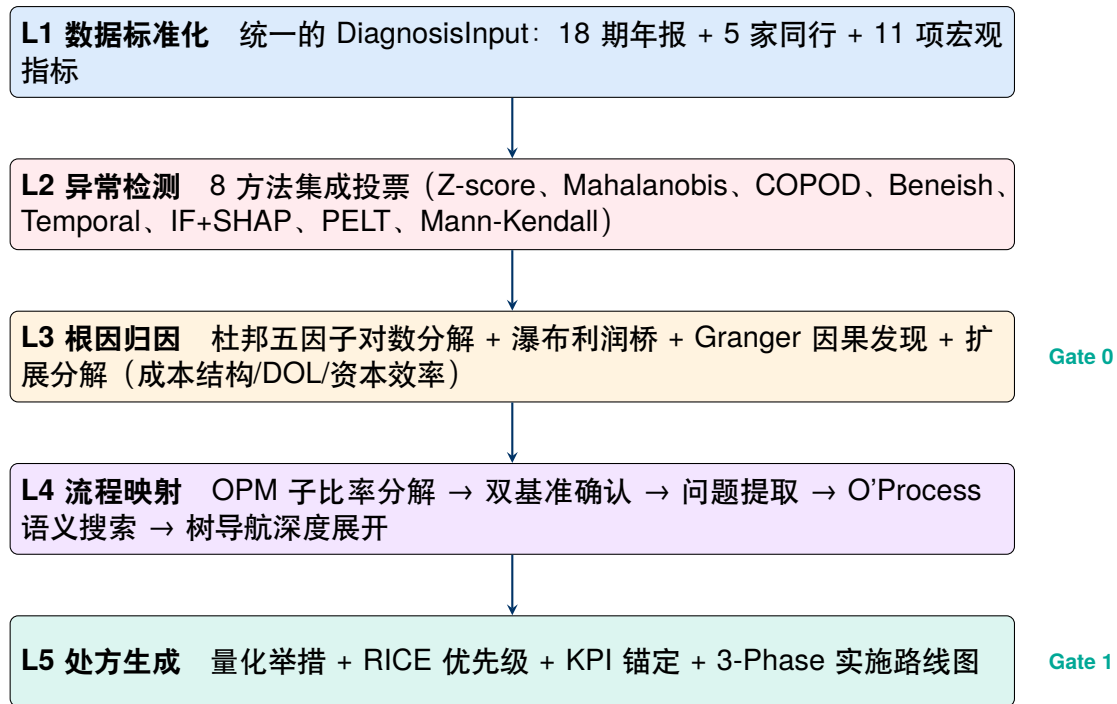 L1 数据标准化 统一的 DiagnosisInput：18 期年报 + 5 家同行 + 11 项宏观
指标
L2 异常检测 8 方法集成投票（Z-score、Mahalanobis、COPOD、Beneish、
Temporal、IF+SHAP、PELT、Mann-Kendall）
L3 根因归因 杜邦五因子对数分解 + 瀑布利润桥 + Granger 因果发现 + 扩
展分解（成本结构/DOL/资本效率）
Gate 0
L4 流程映射 OPM 子比率分解 → 双基准确认 → 问题提取 → O'Process
语义搜索 → 树导航深度展开
L5 处方生成 量化举措 + RICE 优先级 + KPI 锚定 + 3-Phase 实施路线图
Gate 1